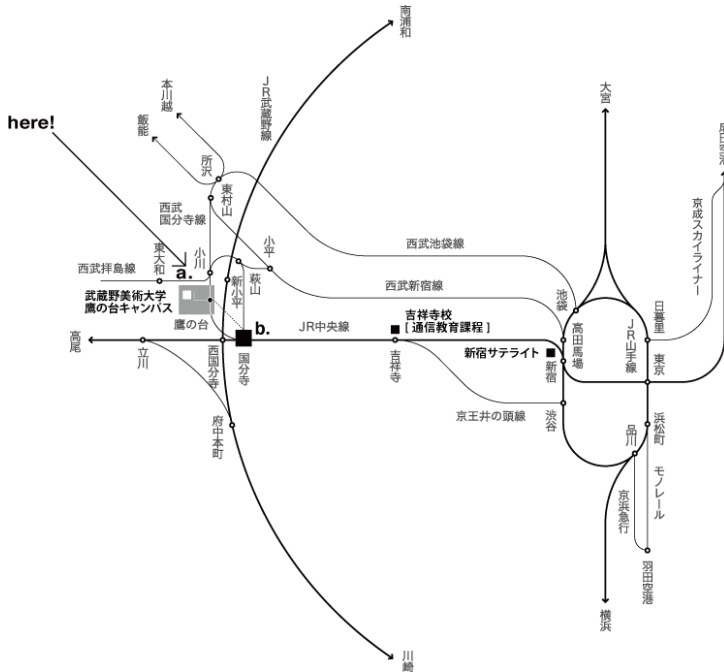 南浦和
本川越
飯能
JR武蔵野線
大宮
成田空港
here!
所沢
東村山
西武
国分寺線
京成スカイライナー
西武池袋線
小平
東大和
小川
西武拝島線
a.
萩山
新小平
西武新宿線
池袋
日暮里
武蔵野美術大学
鷹の台キャンパス
鷹の台
b.
JR中央線
吉祥寺校
[ 通信教育課程 ]
高田馬場
JR山手線
高尾
立川
西国分寺
国分寺
吉祥寺
新宿サテライト
新宿
東京
京王井の頭線
渋谷
浜松町
品川
府中本町
モノレール
京浜急行
羽田空港
横浜
川崎